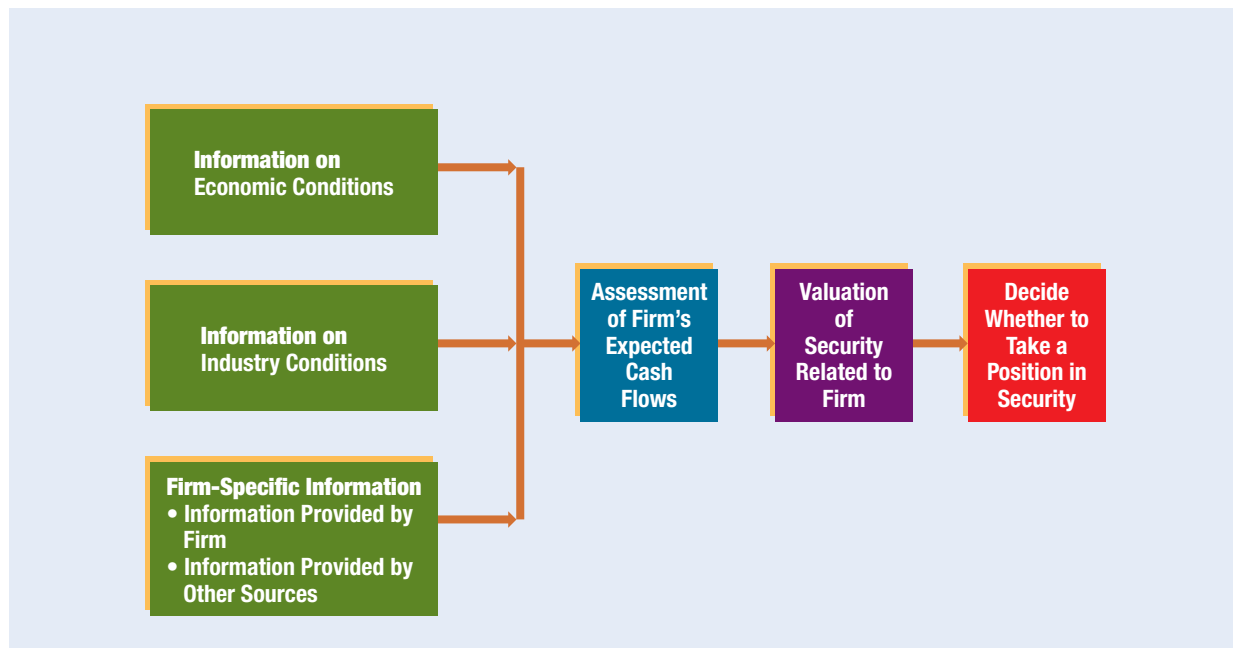 Information on
Economic Conditions
Information on
Industry Conditions
Firm-Specific Information
• Information Provided by
Firm
• Information Provided by
Other Sources
Assessment
of Firm’s
Expected
Cash
Flows
Valuation
of
Security
Related to
Firm
Decide
Whether to
Take a
Position in
Security